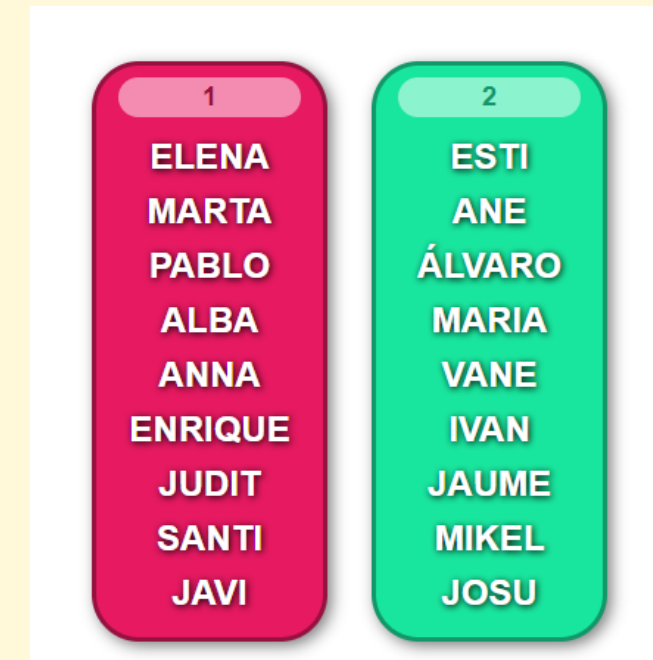 1
ELENA
MARTA
PABLO
ALBA
ANNA
ENRIQUE
JUDIT
SANTI
JAVI
2
ESTI
ANE
ÁLVARO
MARIA
VANE
IVAN
JAUME
MIKEL
JOSU